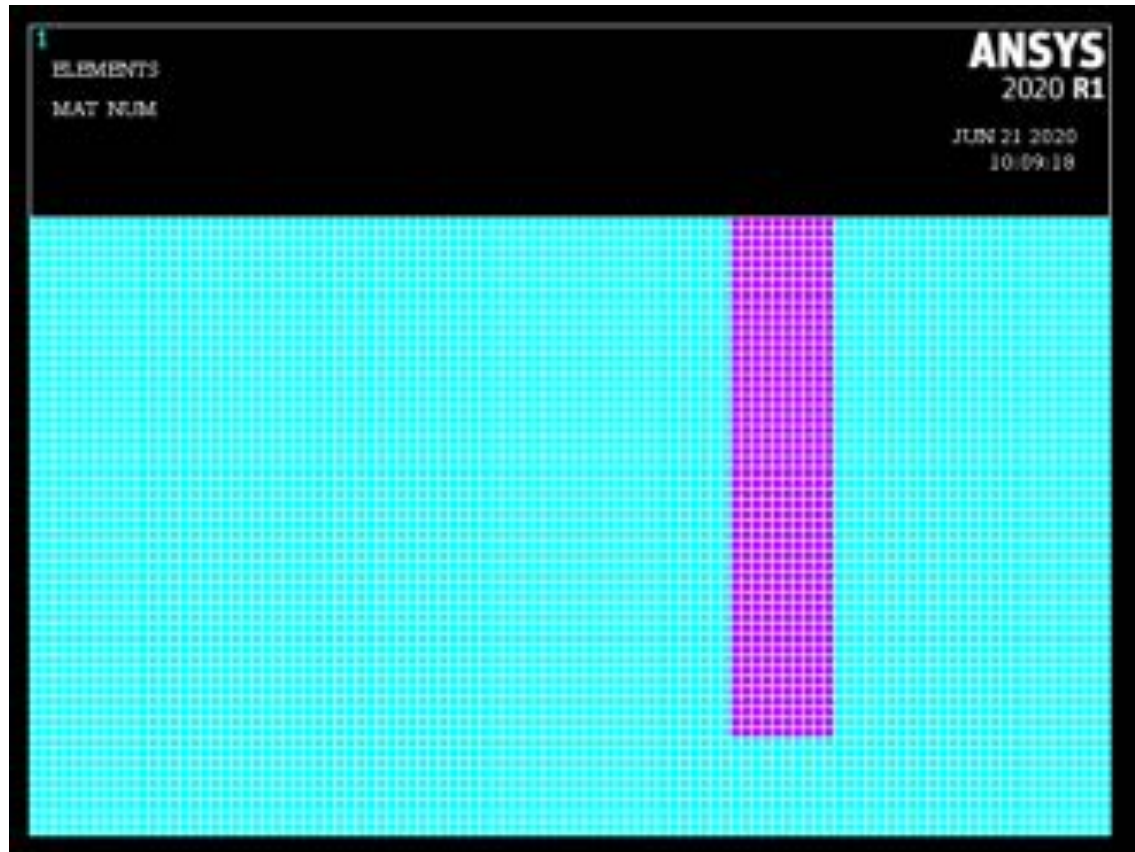 1
ELEMENTS
MAT NUM
ANSYS
2020 R1
JUN 21 2020
10:09:18